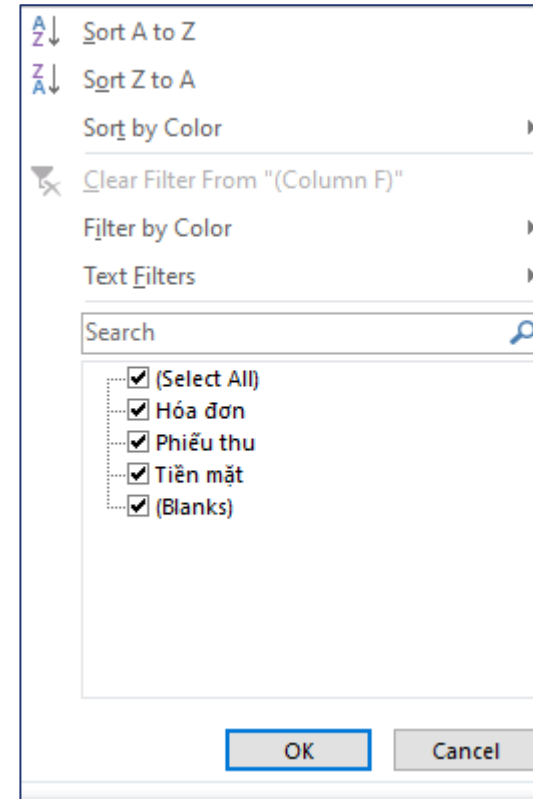 Sort A to Z
Sort Z to A
Sort by Color
Clear Filter From "(Column F)"
Filter by Color
Text Filters
Search
(Select All)
Hóa đơn
Phiếu thu
Tiền mặt
(Blanks)
OK Cancel